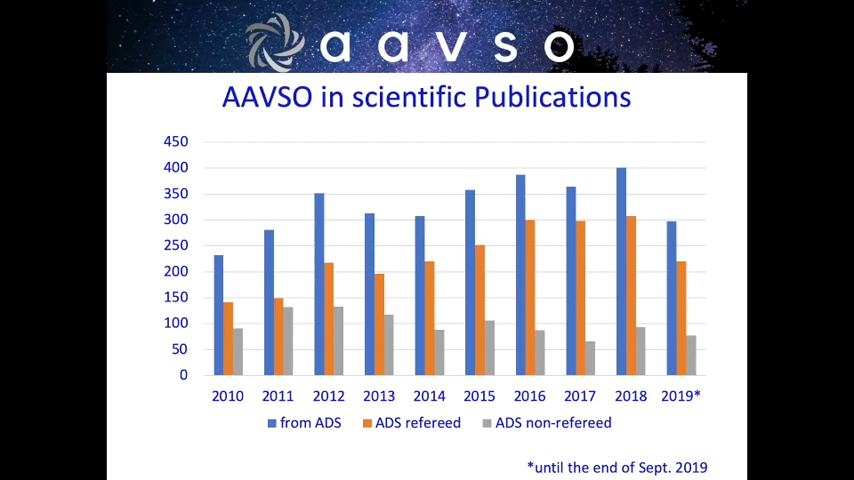 aavso
AAVSO in scientific Publications
450
400
350
300
250
200
150
100
50
0
2010 2011 2012 2013 2014 2015 2016 2017 2018 2019*
from ADS ADS refereed ADS non-refereed
*until the end of Sept. 2019